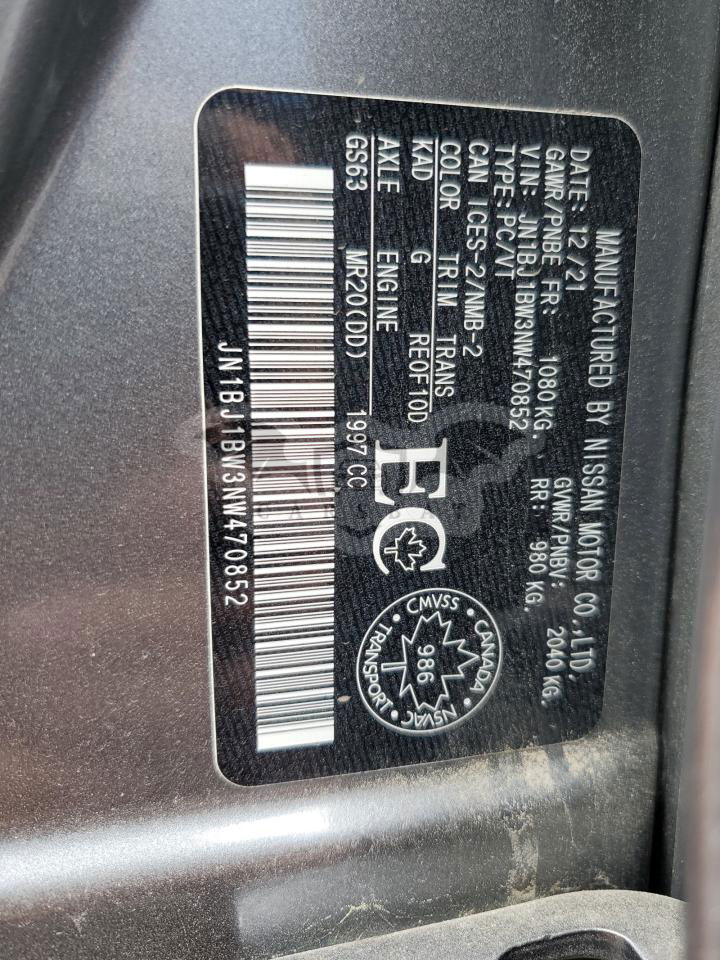 MANUFACTURED BY NISSAN MOTOR CO.,LTD.
DATE: 12/21 GVWR/PNBV: 2040 KG.
GAWR/PNBE FR: 1080 KG. RR: 980 KG.
VIN: JN1BJ1BW3NW470852
TYPE: PC/VT
CAN ICES-2/NMB-2
COLOR TRIM TRANS
KAD G RE0F10D
AXLE ENGINE
GS63 MR20(DD) 1997 CC
EC
CMVSS • CANADA • NSVAC • TRANSPORT •
986
JN1BJ1BW3NW470852